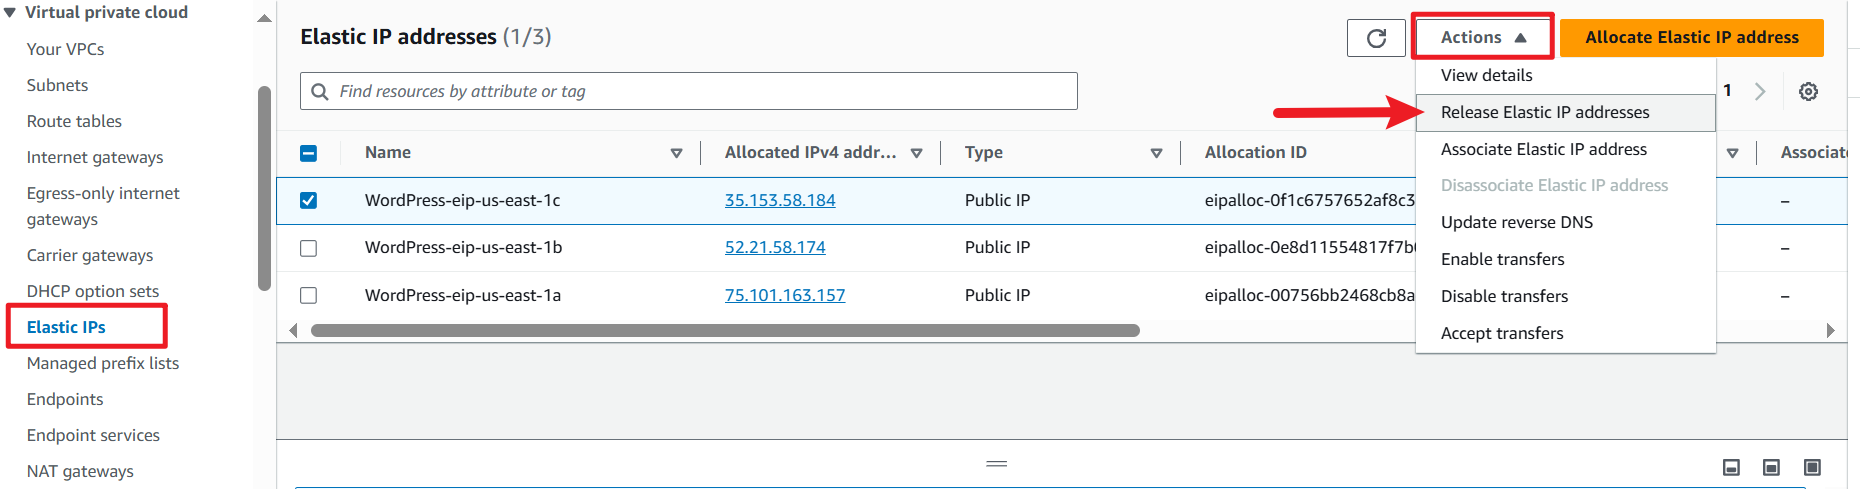 Virtual private cloud
Your VPCs
Subnets
Route tables
Internet gateways
Egress-only internet
gateways
Carrier gateways
DHCP option sets
Elastic IPs
Managed prefix lists
Endpoints
Endpoint services
NAT gateways
Elastic IP addresses (1/3)
Actions
Allocate Elastic IP address
Find resources by attribute or tag
1
View details
Release Elastic IP addresses
Associate Elastic IP address
Disassociate Elastic IP address
Update reverse DNS
Enable transfers
Disable transfers
Accept transfers
Name Allocated IPv4 addr... Type Allocation ID
WordPress-eip-us-east-1c 35.153.58.184 Public IP eipalloc-0f1c6757652af8c3 –
WordPress-eip-us-east-1b 52.21.58.174 Public IP –
WordPress-eip-us-east-1a 75.101.163.157 Public IP eipalloc-00756bb2468cb8a –